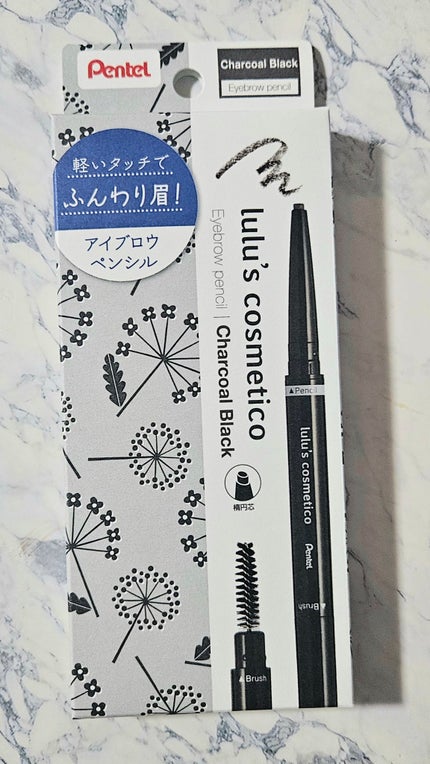 Pentel
Charcoal Black
Eyebrow pencil
軽いタッチで
ふんわり眉!
アイブロウ
ペンシル
lulu's cosmetico
Eyebrow pencil | Charcoal Black
楕円芯
▲Pencil
lulu's cosmetico
Pentel
▲Brush
▲Brush